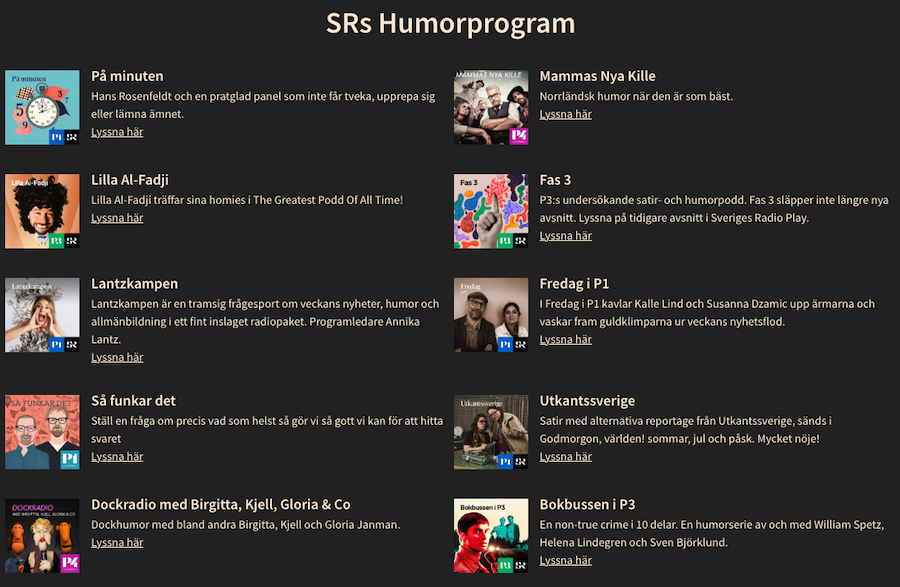 SRs Humorprogram
På minuten
På minuten
Hans Rosenfeldt och en pratglad panel som inte får tveka, upprepa sig
eller lämna ämnet.
Lyssna här
5
3
7
9
P1 SR
MAMMAS NYA KILLE
Mammas Nya Kille
Norrländsk humor när den är som bäst.
Lyssna här
P4
Lilla Al-Fadji
Lilla Al-Fadji
Lilla Al-Fadji träffar sina homies i The Greatest Podd Of All Time!
Lyssna här
P3 SR
Fas 3
Fas 3
P3:s undersökande satir- och humorpodd. Fas 3 släpper inte längre nya
avsnitt. Lyssna på tidigare avsnitt i Sveriges Radio Play.
Lyssna här
P3 SR
Lantzkampen
Lantzkampen
Lantzkampen är en tramsig frågesport om veckans nyheter, humor och
allmänbildning i ett fint inslaget radiopaket. Programledare Annika
Lantz.
Lyssna här
P1 SR
Fredag
Fredag i P1
I Fredag i P1 kavlar Kalle Lind och Susanna Dzamic upp ärmarna och
vaskar fram guldklimparna ur veckans nyhetsflod.
Lyssna här
P1 SR
SÅ FUNKAR DET
Så funkar det
Ställ en fråga om precis vad som helst så gör vi så gott vi kan för att hitta
svaret
Lyssna här
P1
Utkantssverige
Utkantssverige
Satir med alternativa reportage från Utkantssverige, sänds i
Godmorgon, världen! sommar, jul och påsk. Mycket nöje!
Lyssna här
P1 SR
DOCKRADIO
MED BIRGITTA, KJELL, GLORIA & CO
Dockradio med Birgitta, Kjell, Gloria & Co
Dockhumor med bland andra Birgitta, Kjell och Gloria Janman.
Lyssna här
P4
Bokbussen i P3
Bokbussen i P3
En non-true crime i 10 delar. En humorserie av och med William Spetz,
Helena Lindegren och Sven Björklund.
Lyssna här
P3 SR